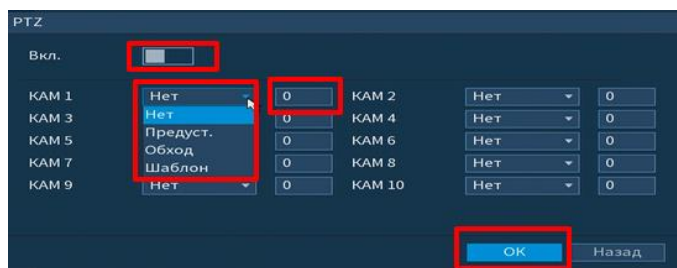 PTZ
Вкл.
КАМ 1 Нет 0 КАМ 2 Нет 0
КАМ 3 Нет 0 КАМ 4 Нет 0
КАМ 5 Предуст. 0 КАМ 6 Нет 0
Обход
КАМ 7 Шаблон 0 КАМ 8 Нет 0
КАМ 9 Нет 0 КАМ 10 Нет 0
OK Назад